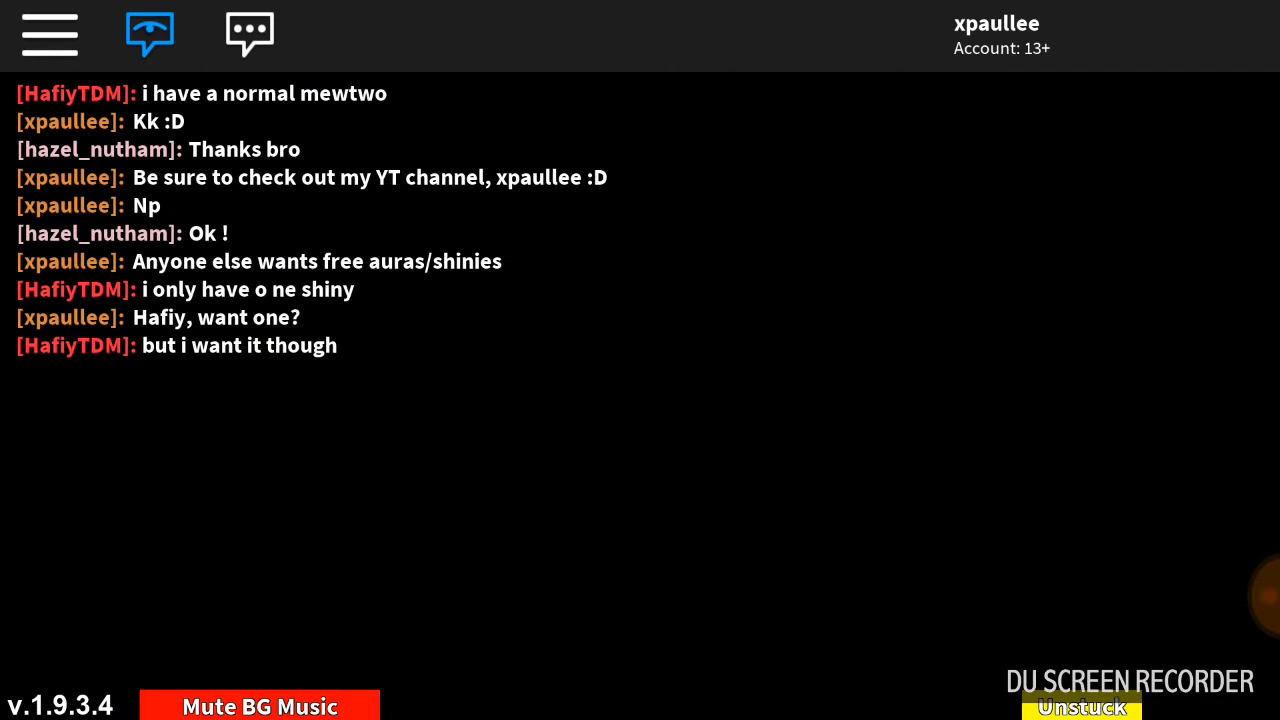 xpaullee
Account: 13+
[HafiyTDM]: i have a normal mewtwo
[xpaullee]: Kk :D
[hazel_nutham]: Thanks bro
[xpaullee]: Be sure to check out my YT channel, xpaullee :D
[xpaullee]: Np
[hazel_nutham]: Ok !
[xpaullee]: Anyone else wants free auras/shinies
[HafiyTDM]: i only have o ne shiny
[xpaullee]: Hafiy, want one?
[HafiyTDM]: but i want it though
DU SCREEN RECORDER
v.1.9.3.4 Mute BG Music Unstuck